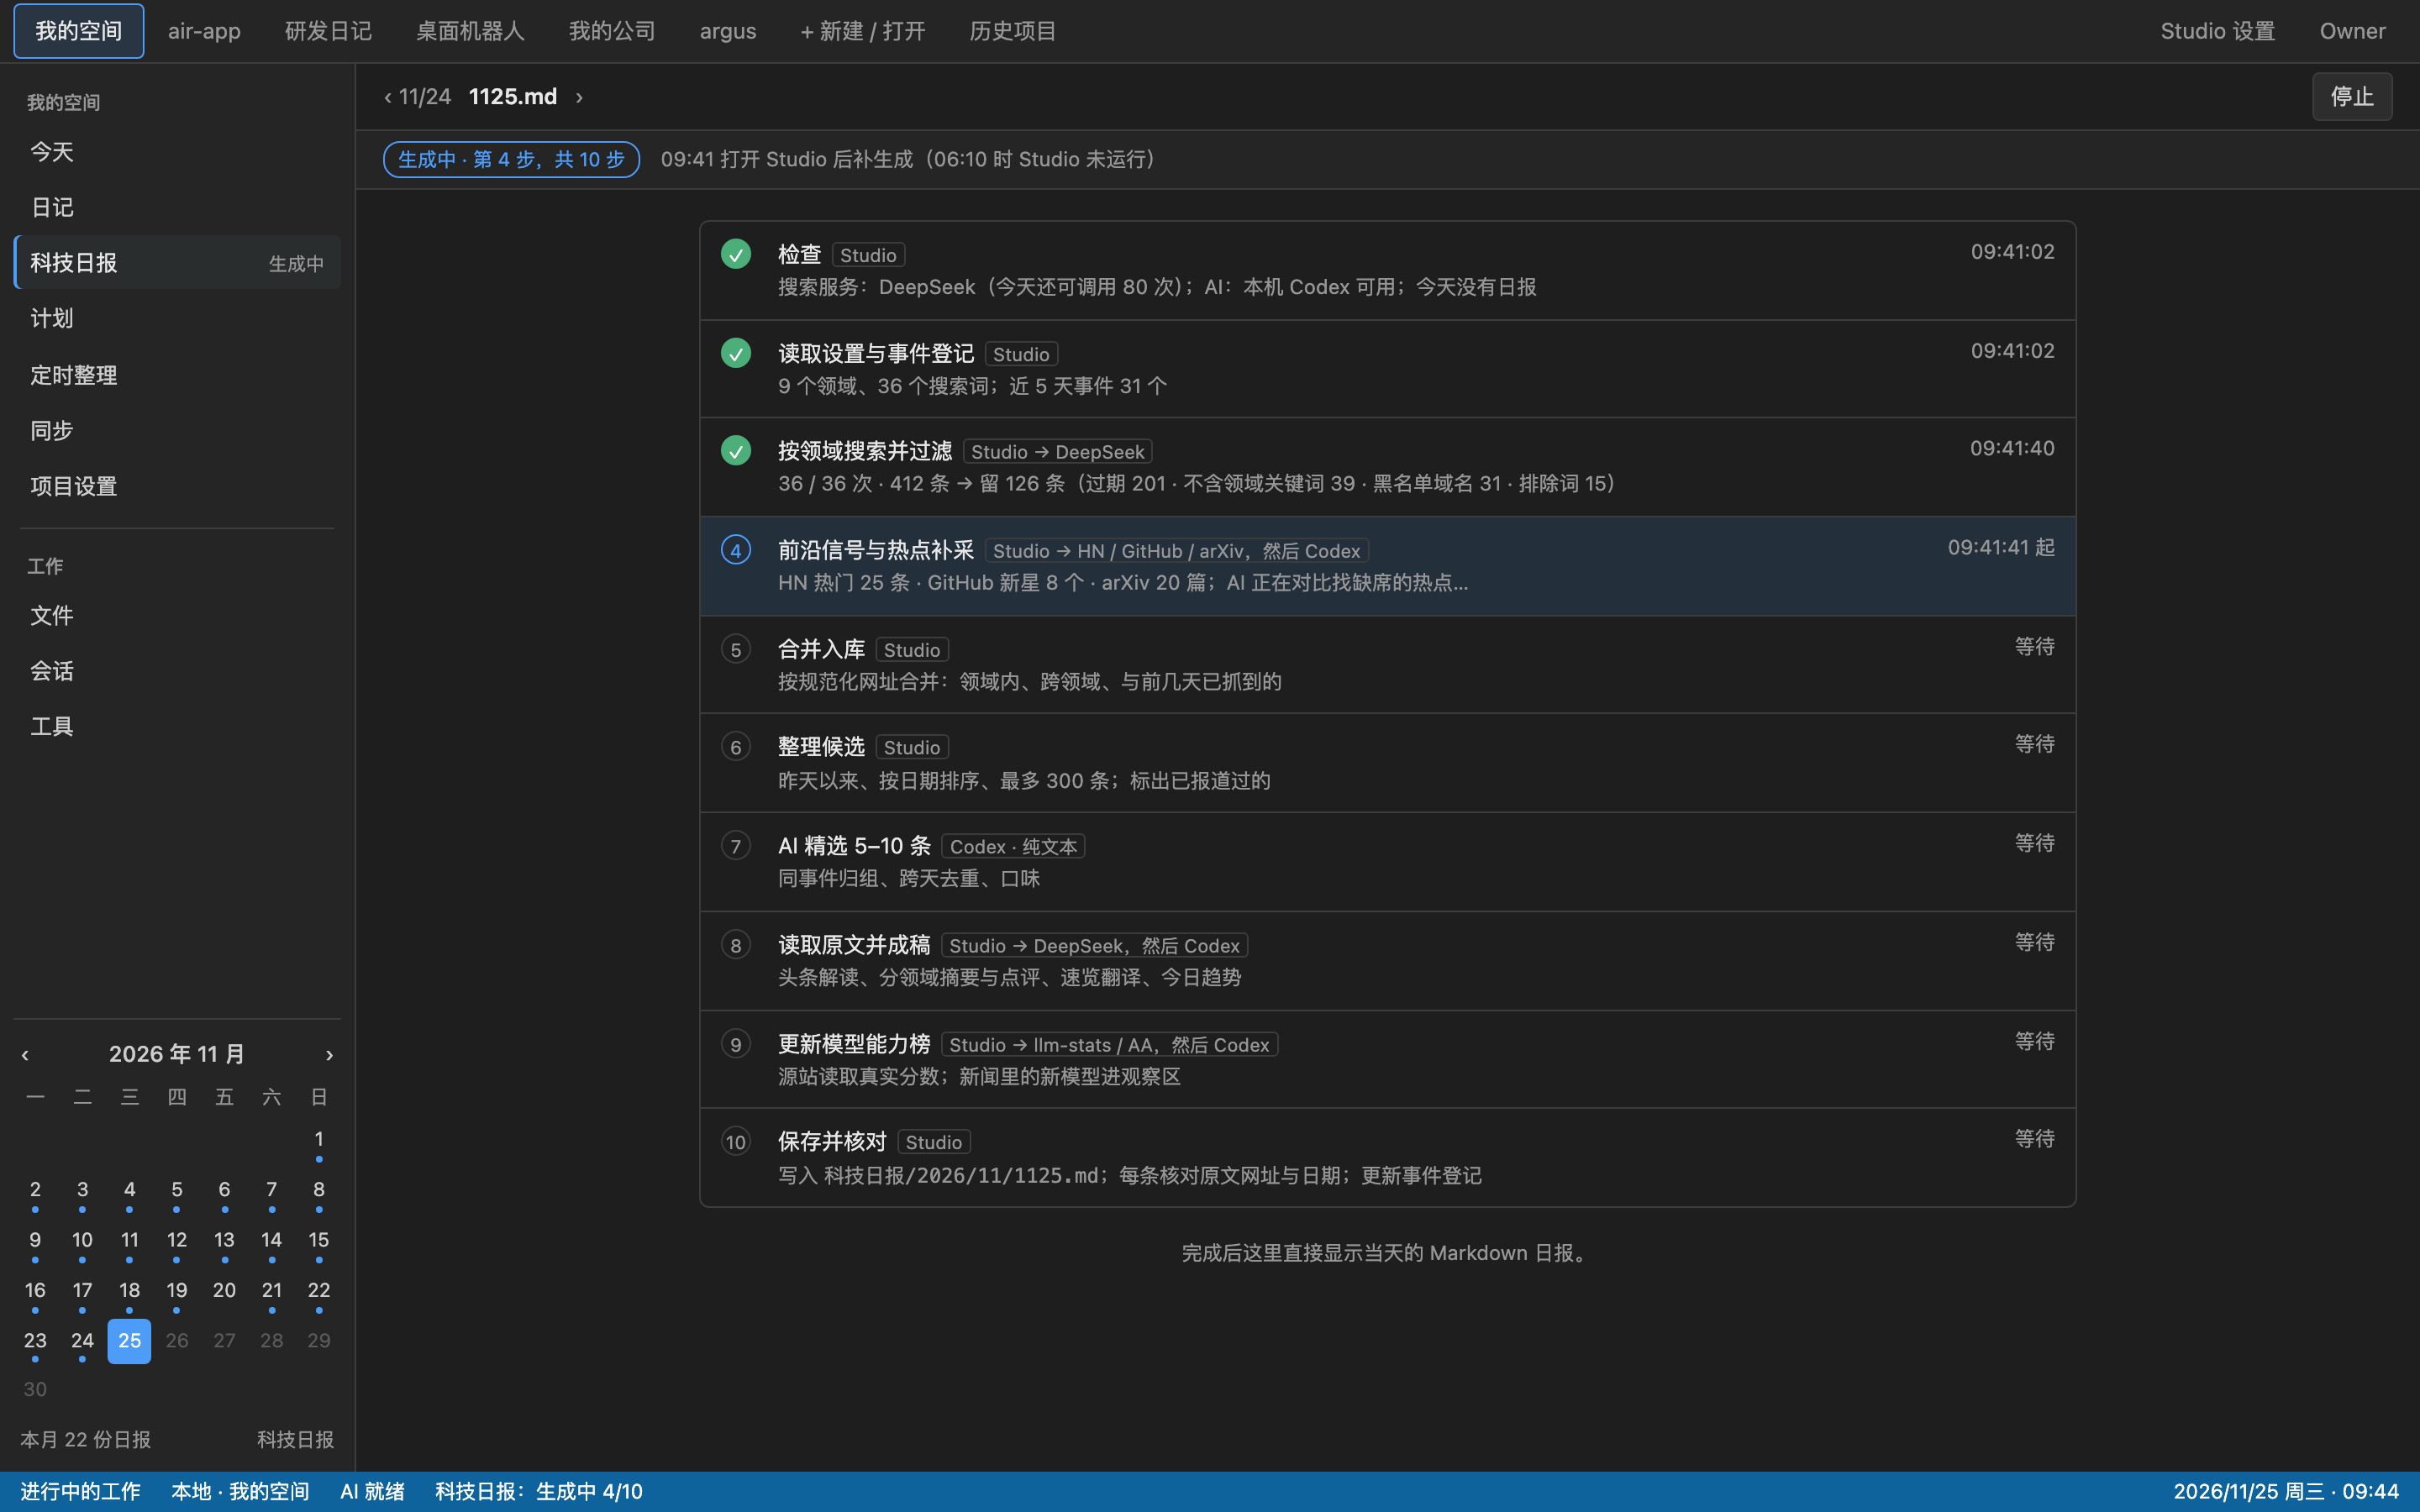 我的空间 air-app 研发日记 桌面机器人 我的公司 argus + 新建 / 打开 历史项目 Studio 设置 Owner
我的空间
今天
日记
科技日报 生成中
计划
定时整理
同步
项目设置
工作
文件
会话
工具
‹ 2026 年 11 月 ›
一 二 三 四 五 六 日
1
2 3 4 5 6 7 8
9 10 11 12 13 14 15
16 17 18 19 20 21 22
23 24 25 26 27 28 29
30
本月 22 份日报 科技日报
‹ 11/24 1125.md › 停止
生成中 · 第 4 步，共 10 步 09:41 打开 Studio 后补生成（06:10 时 Studio 未运行）
检查 Studio 09:41:02
搜索服务：DeepSeek（今天还可调用 80 次）；AI：本机 Codex 可用；今天没有日报
读取设置与事件登记 Studio 09:41:02
9 个领域、36 个搜索词；近 5 天事件 31 个
按领域搜索并过滤 Studio → DeepSeek 09:41:40
36 / 36 次 · 412 条 → 留 126 条（过期 201 · 不含领域关键词 39 · 黑名单域名 31 · 排除词 15）
4 前沿信号与热点补采 Studio → HN / GitHub / arXiv，然后 Codex 09:41:41 起
HN 热门 25 条 · GitHub 新星 8 个 · arXiv 20 篇；AI 正在对比找缺席的热点…
5 合并入库 Studio 等待
按规范化网址合并：领域内、跨领域、与前几天已抓到的
6 整理候选 Studio 等待
昨天以来、按日期排序、最多 300 条；标出已报道过的
7 AI 精选 5–10 条 Codex · 纯文本 等待
同事件归组、跨天去重、口味
8 读取原文并成稿 Studio → DeepSeek，然后 Codex 等待
头条解读、分领域摘要与点评、速览翻译、今日趋势
9 更新模型能力榜 Studio → llm-stats / AA，然后 Codex 等待
源站读取真实分数；新闻里的新模型进观察区
10 保存并核对 Studio 等待
写入 科技日报/2026/11/1125.md；每条核对原文网址与日期；更新事件登记
完成后这里直接显示当天的 Markdown 日报。
进行中的工作 本地 · 我的空间 AI 就绪 科技日报：生成中 4/10 2026/11/25 周三 · 09:44